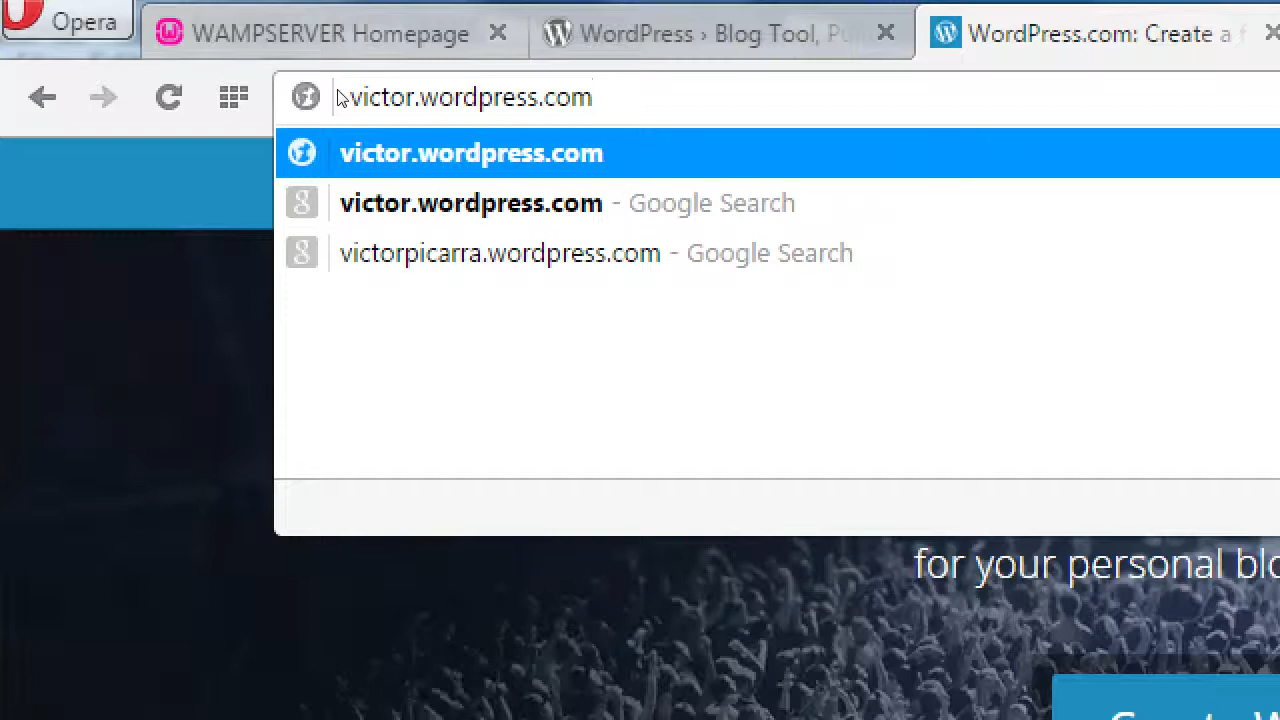 Opera
WAMPSERVER Homepage
WordPress › Blog Tool,
WordPress.com: Create a f
victor.wordpress.com
victor.wordpress.com
victor.wordpress.com - Google Search
victorpicarra.wordpress.com - Google Search
for your personal blo